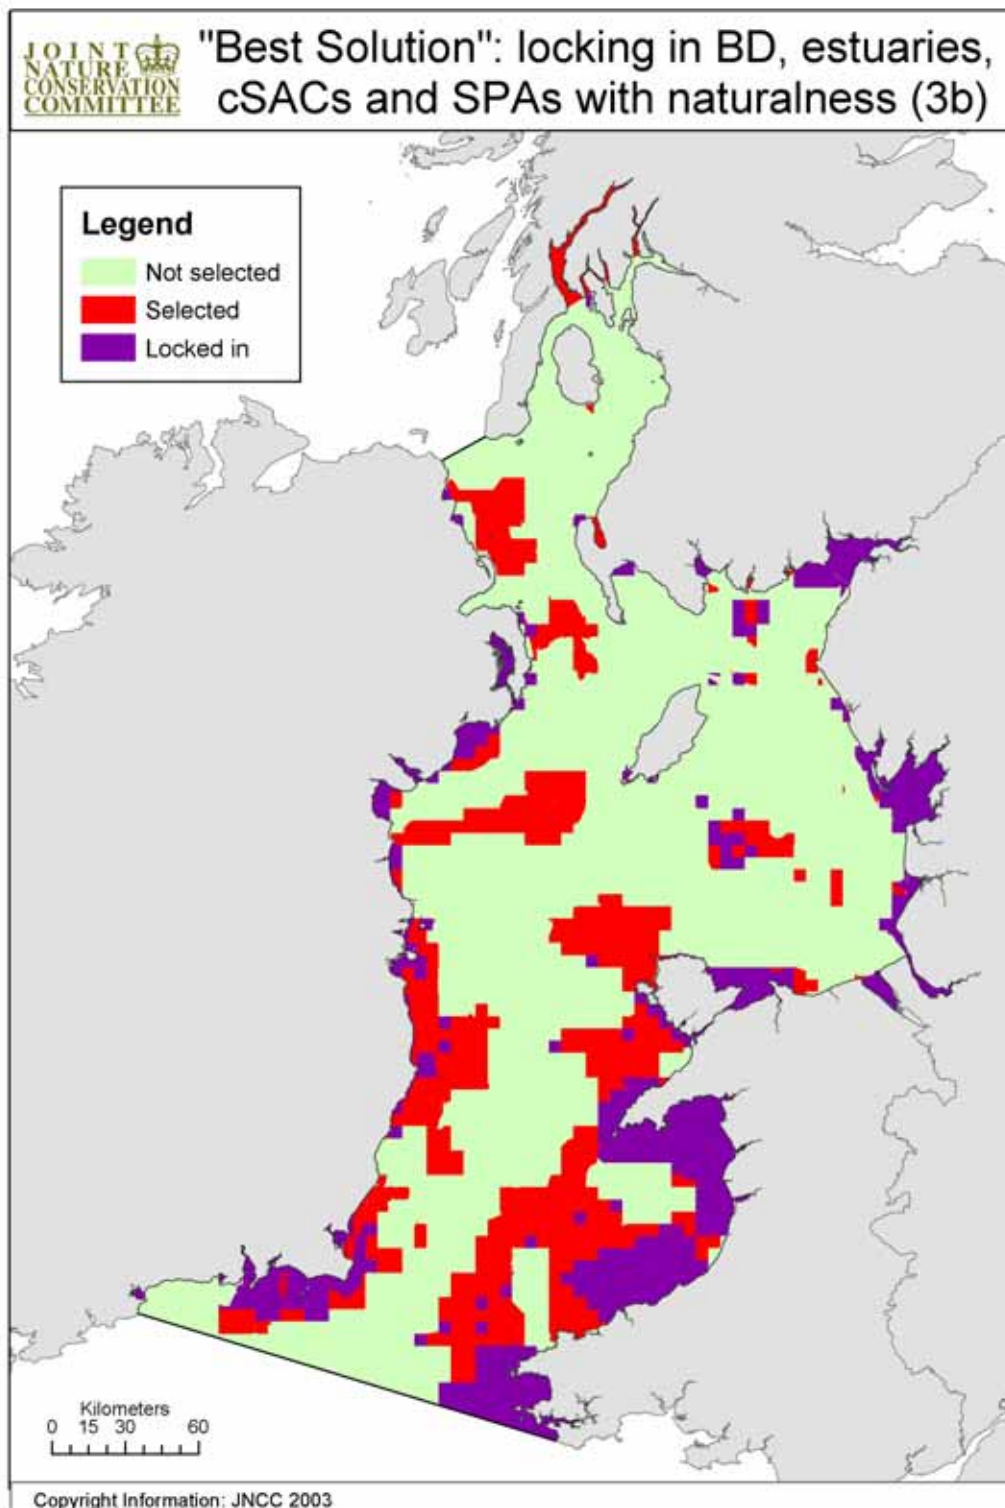 JOINT
NATURE
CONSERVATION
COMMITTEE
"Best Solution": locking in BD, estuaries,
cSACs and SPAs with naturalness (3b)
Legend
Not selected
Selected
Locked in
Kilometers
0 15 30 60
Copyright Information: JNCC 2003